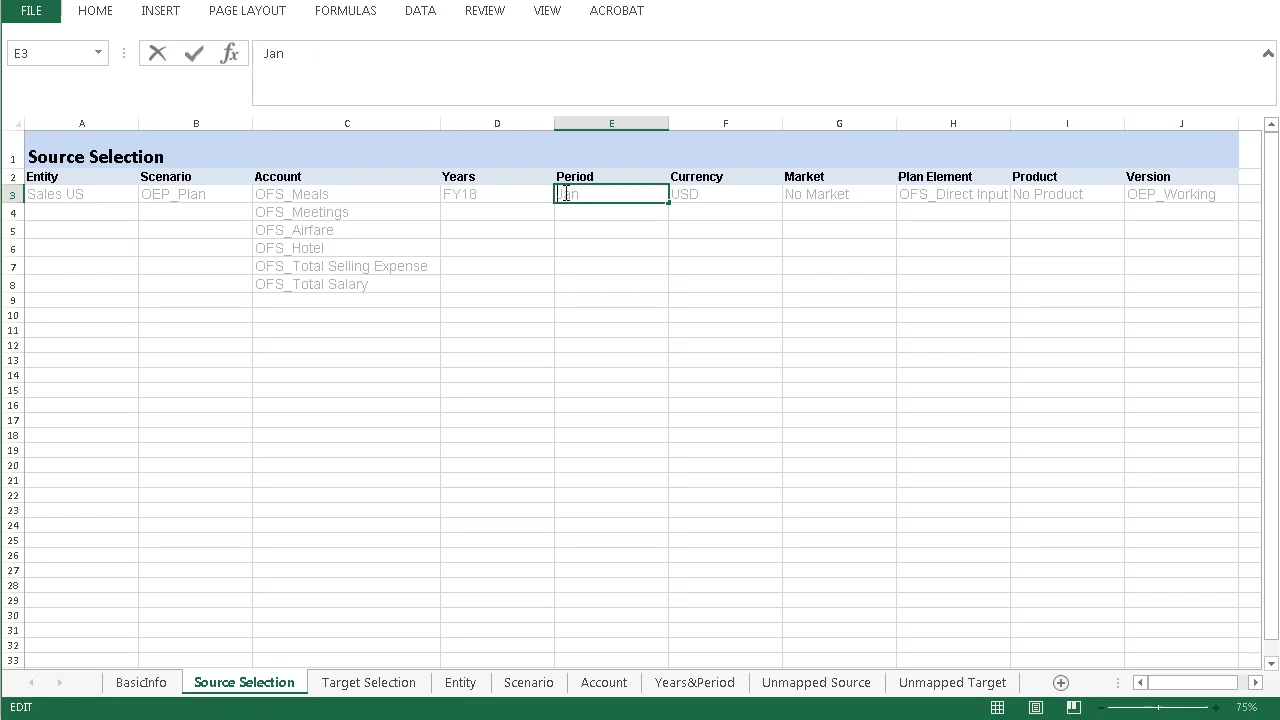 FILE HOME INSERT PAGE LAYOUT FORMULAS DATA REVIEW VIEW ACROBAT
E3 fx Jan
A B C D E F G H I J
1 Source Selection
2 Entity Scenario Account Years Period Currency Market Plan Element Product Version
3 Sales US OEP_Plan OFS_Meals FY18 Jan USD No Market OFS_Direct Input No Product OEP_Working
4 OFS_Meetings
5 OFS_Airfare
6 OFS_Hotel
7 OFS_Total Selling Expense
8 OFS_Total Salary
9
10
11
12
13
14
15
16
17
18
19
20
21
22
23
24
25
26
27
28
29
30
31
32
33
BasicInfo Source Selection Target Selection Entity Scenario Account Years&Period Unmapped Source Unmapped Target
EDIT 75%